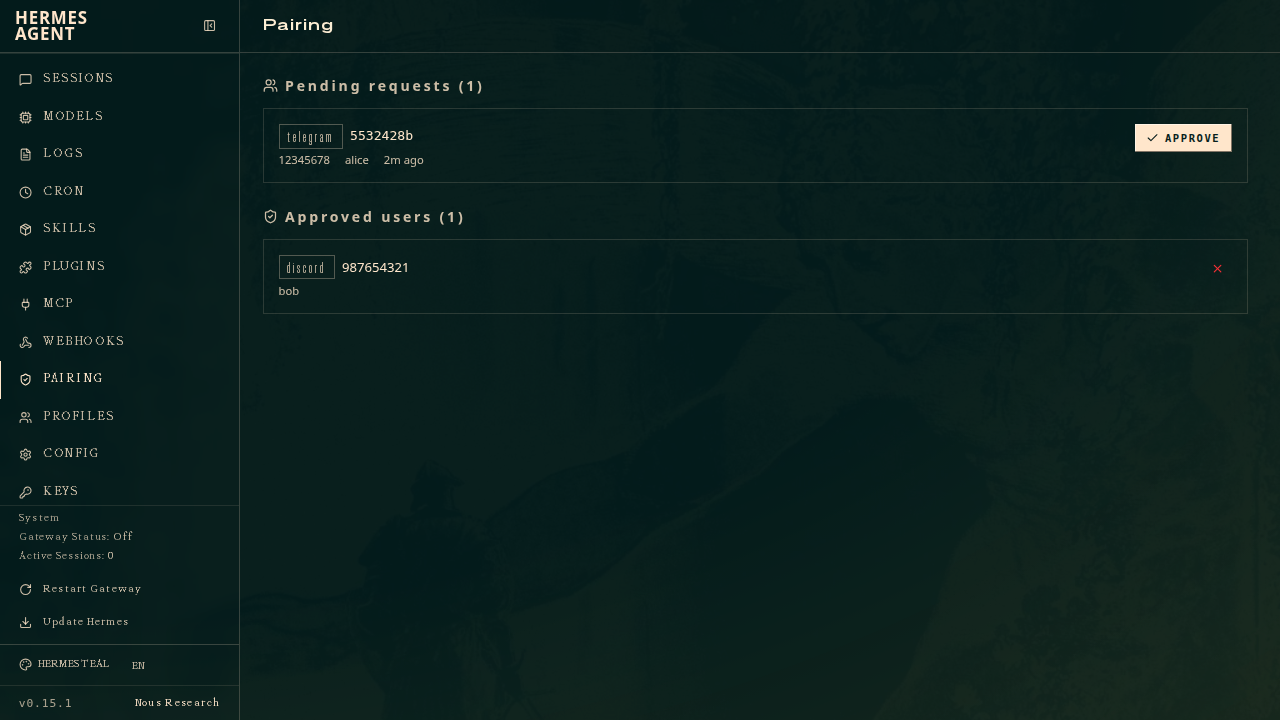 HERMES
AGENT
SESSIONS
MODELS
LOGS
CRON
SKILLS
PLUGINS
MCP
WEBHOOKS
PAIRING
PROFILES
CONFIG
KEYS
System
Gateway Status: Off
Active Sessions: 0
Restart Gateway
Update Hermes
HERMES TEAL EN
v0.15.1 Nous Research
Pairing
Pending requests (1)
telegram 5532428b
12345678 alice 2m ago
APPROVE
Approved users (1)
discord 987654321
bob